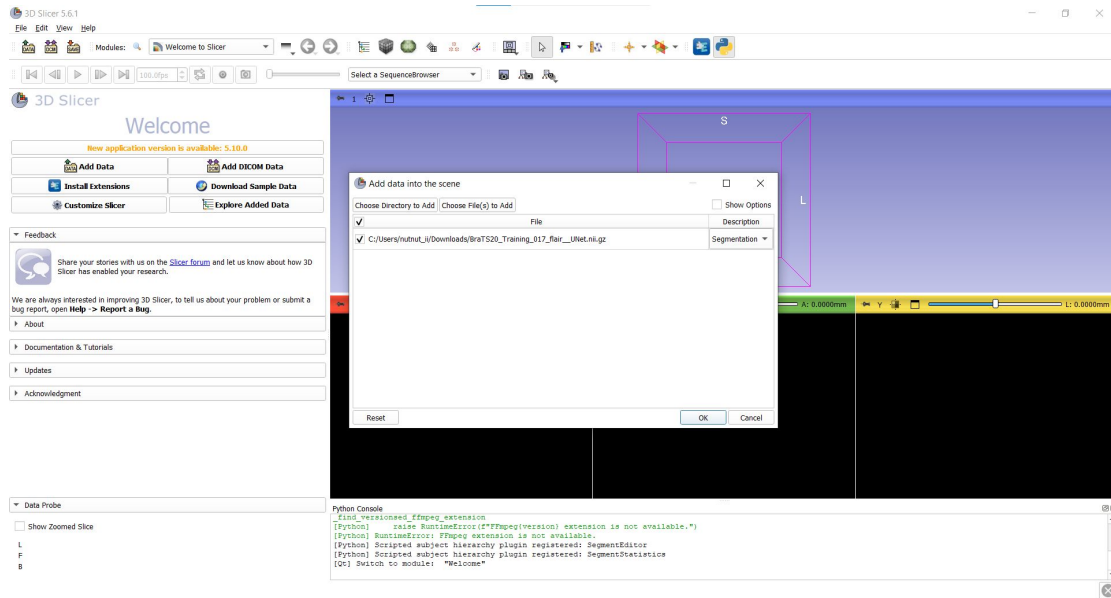 3D Slicer 5.6.1
File Edit View Help
DATA DCM SAVE Modules: Welcome to Slicer
100.0fps Select a SequenceBrowser
3D Slicer
1
Welcome
S
New application version is available: 5.10.0
Add Data Add DICOM Data
Install Extensions Download Sample Data
Customize Slicer Explore Added Data
L
Add data into the scene
Choose Directory to Add Choose File(s) to Add Show Options
File Description
C:/Users/nutnut_ii/Downloads/BraTS20_Training_017_flair__UNet.nii.gz Segmentation
Reset OK Cancel
Feedback
Share your stories with us on the Slicer forum and let us know about how 3D
Slicer has enabled your research.
We are always interested in improving 3D Slicer, to tell us about your problem or submit a
bug report, open Help -> Report a Bug.
About
Documentation & Tutorials
Updates
Acknowledgment
A: 0.0000mm Y L: 0.0000mm
Data Probe
Show Zoomed Slice
L
F
B
Python Console
_find_versionsed_ffmpeg_extension
[Python] raise RuntimeError(f"FFmpeg{version} extension is not available.")
[Python] RuntimeError: FFmpeg extension is not available.
[Python] Scripted subject hierarchy plugin registered: SegmentEditor
[Python] Scripted subject hierarchy plugin registered: SegmentStatistics
[Qt] Switch to module: "Welcome"